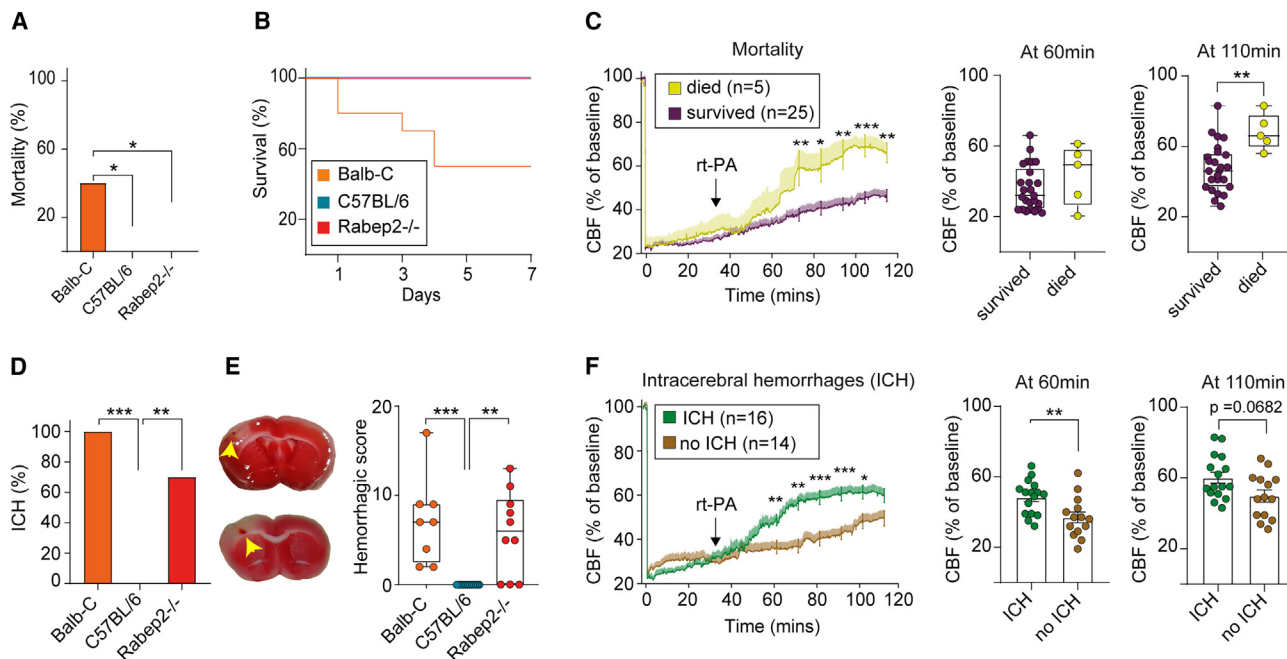 A
Mortality (%)
100
60
20
*
*
Balb-C
C57BL/6
Rabep2-/-
B
Survival (%)
100
60
20
Balb-C
C57BL/6
Rabep2-/-
1
3
5
7
Days
C
Mortality
CBF (% of baseline)
100
80
60
40
20
died (n=5)
survived (n=25)
rt-PA
** * ** *** **
0 20 40 60 80 100 120
Time (mins)
At 60min
CBF (% of baseline)
100
60
20
survived
died
At 110min
**
CBF (% of baseline)
100
60
20
survived
died
D
ICH (%)
100
80
60
40
20
0
*** **
Balb-C
C57BL/6
Rabep2-/-
E
Hemorrhagic score
20
10
0
*** **
Balb-C
C57BL/6
Rabep2-/-
F
Intracerebral hemorrhages (ICH)
CBF (% of baseline)
100
80
60
40
20
ICH (n=16)
no ICH (n=14)
rt-PA
** ** *** *** *
0 20 40 60 80 100 120
Time (mins)
At 60min
**
CBF (% of baseline)
100
60
20
ICH
no ICH
At 110min
p =0.0682
CBF (% of baseline)
100
60
20
ICH
no ICH